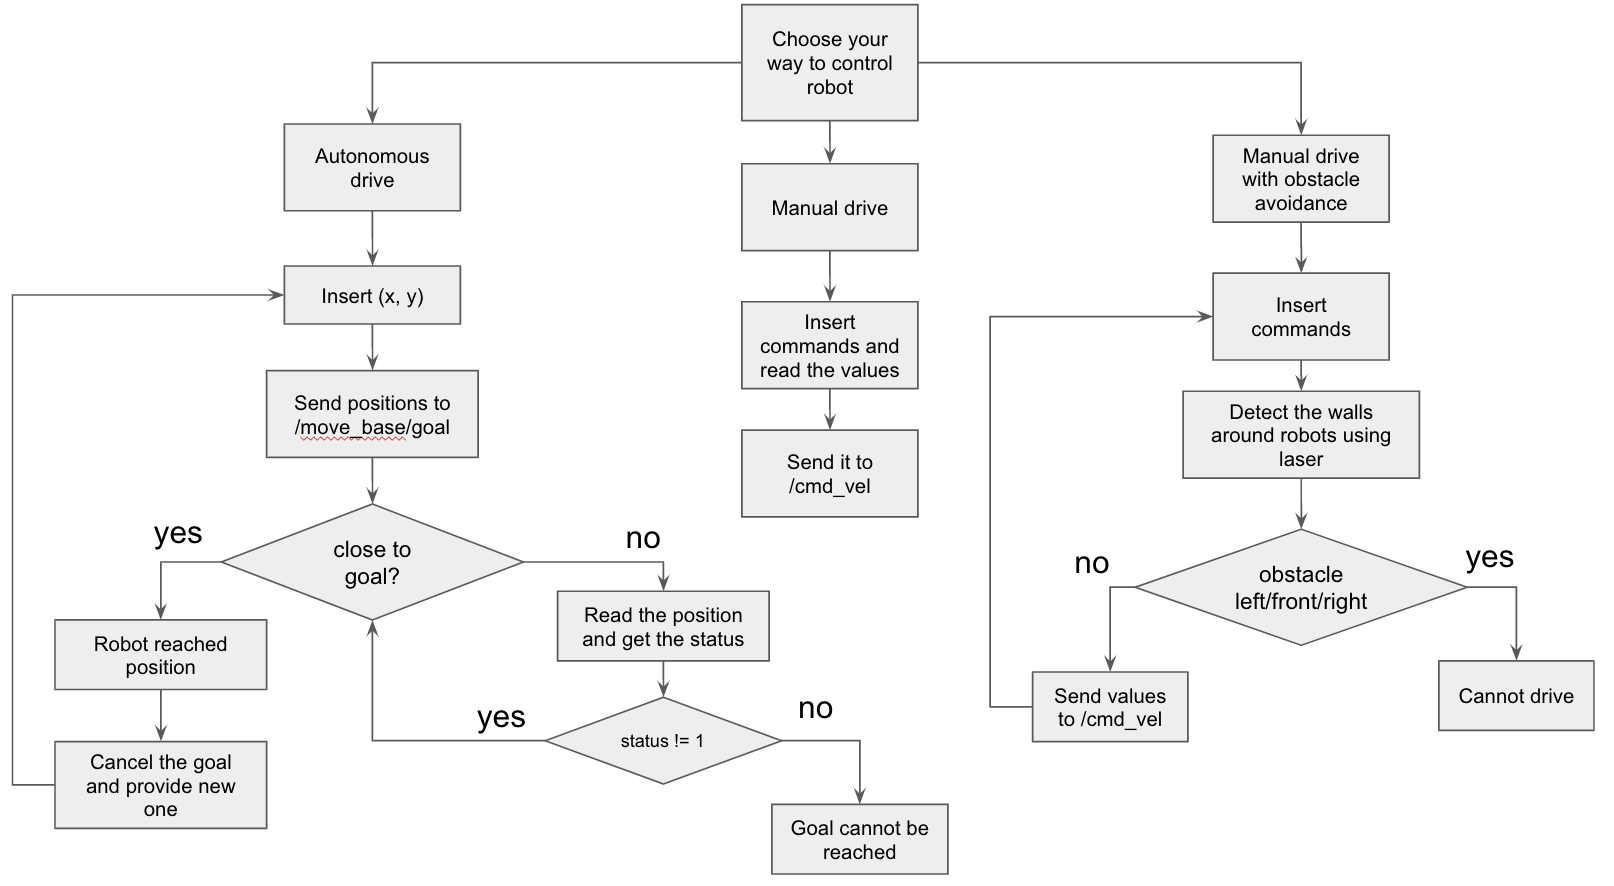 Choose your
way to control
robot
Autonomous
drive
Insert (x, y)
Send positions to
/move_base/goal
close to
goal?
yes
no
Robot reached
position
Cancel the goal
and provide new
one
Read the position
and get the status
status != 1
yes
no
Goal cannot be
reached
Manual drive
Insert
commands and
read the values
Send it to
/cmd_vel
Manual drive
with obstacle
avoidance
Insert
commands
Detect the walls
around robots using
laser
obstacle
left/front/right
no
yes
Send values
to /cmd_vel
Cannot drive